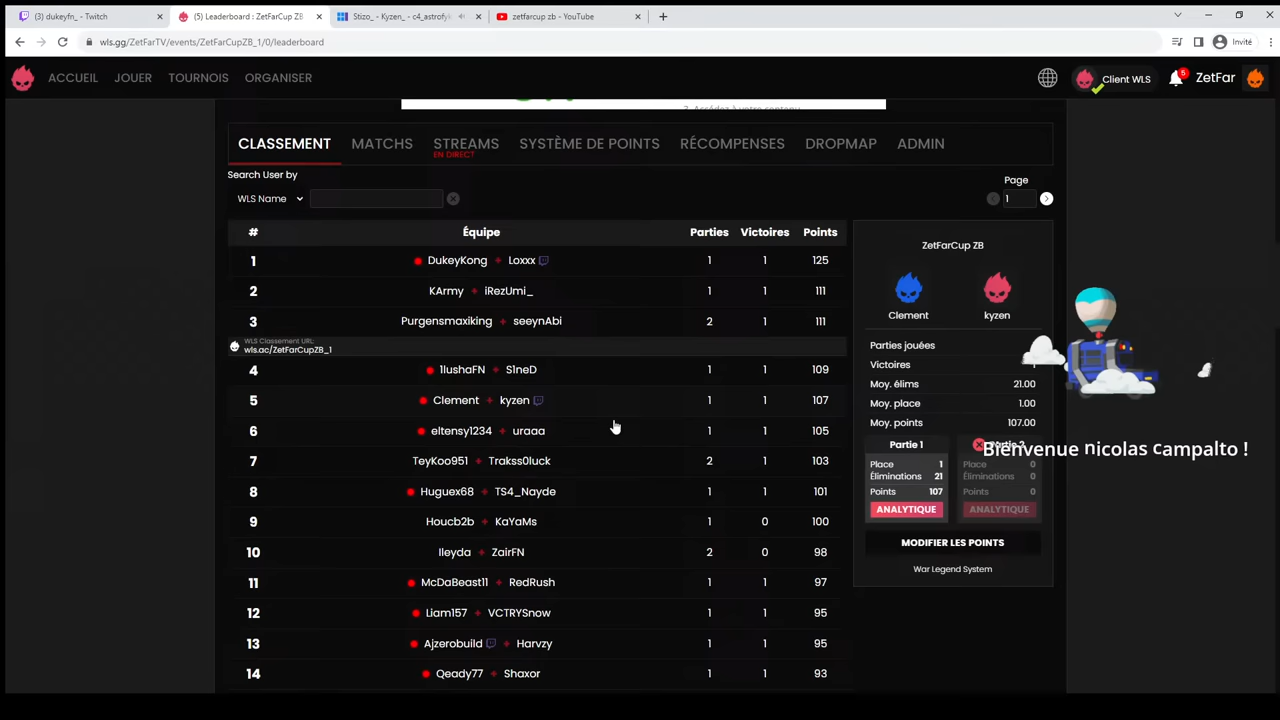 (3) dukeyfn_ - Twitch
(5) Leaderboard : ZetFarCup ZB
Stizo_ - Kyzen_ - c4_astrofyk
zetfarcup zb - YouTube
wls.gg/ZetFarTV/events/ZetFarCupZB_1/0/leaderboard
Invité
ACCUEIL JOUER TOURNOIS ORGANISER
Client WLS 5 ZetFar
CLASSEMENT MATCHS STREAMS SYSTÈME DE POINTS RÉCOMPENSES DROPMAP ADMIN
EN DIRECT
Search User by
Page
WLS Name
1
# Équipe Parties Victoires Points
1 DukeyKong Loxxx 1 1 125
2 KArmy iRezUmi_ 1 1 111
3 Purgensmaxiking seeynAbi 2 1 111
WLS Classement URL:
wls.ac/ZetFarCupZB_1
4 1lushaFN S1neD 1 1 109
5 Clement kyzen 1 1 107
6 eltensy1234 uraaa 1 1 105
7 TeyKoo951 Trakss0luck 2 1 103
8 Huguex68 TS4_Nayde 1 1 101
9 Houcb2b KaYaMs 1 0 100
10 ZairFN 2 0 98
11 RedRush 1 1 97
12 Liam157 VCTRYSnow 1 1 95
13 Ajzerobuild Harvzy 1 1 95
14 Qeady77 Shaxor 1 1 93
ZetFarCup ZB
Clement kyzen
Parties jouées
Victoires 1
Moy. élims 21.00
Moy. place 1.00
Moy. points 107.00
Partie 1
Place 1
Éliminations 21
Points 107
ANALYTIQUE
Place 0
Éliminations 0
Points 0
ANALYTIQUE
MODIFIER LES POINTS
War Legend System
Bienvenue nicolas campalto !